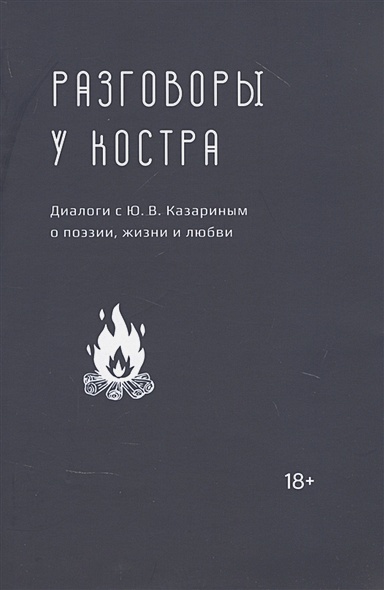 РАЗГОВОРЫ
У КОСТРА
Диалоги с Ю. В. Казариным
о поэзии, жизни и любви
18+